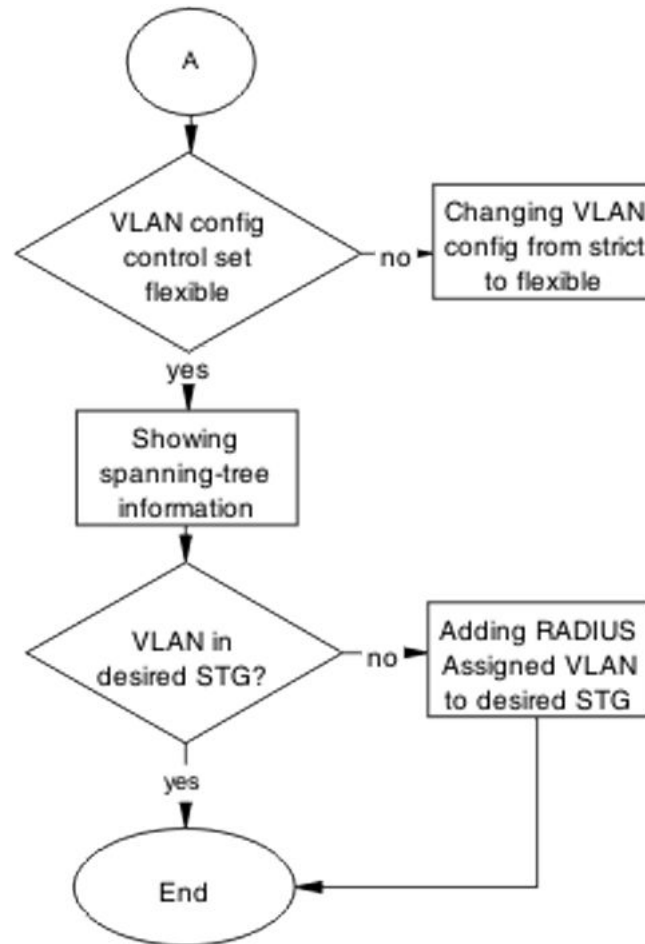 A
VLAN config
control set
flexible
no
Changing VLAN
config from strict
to flexible
yes
Showing
spanning-tree
information
VLAN in
desired STG?
no
Adding RADIUS
Assigned VLAN
to desired STG
yes
End